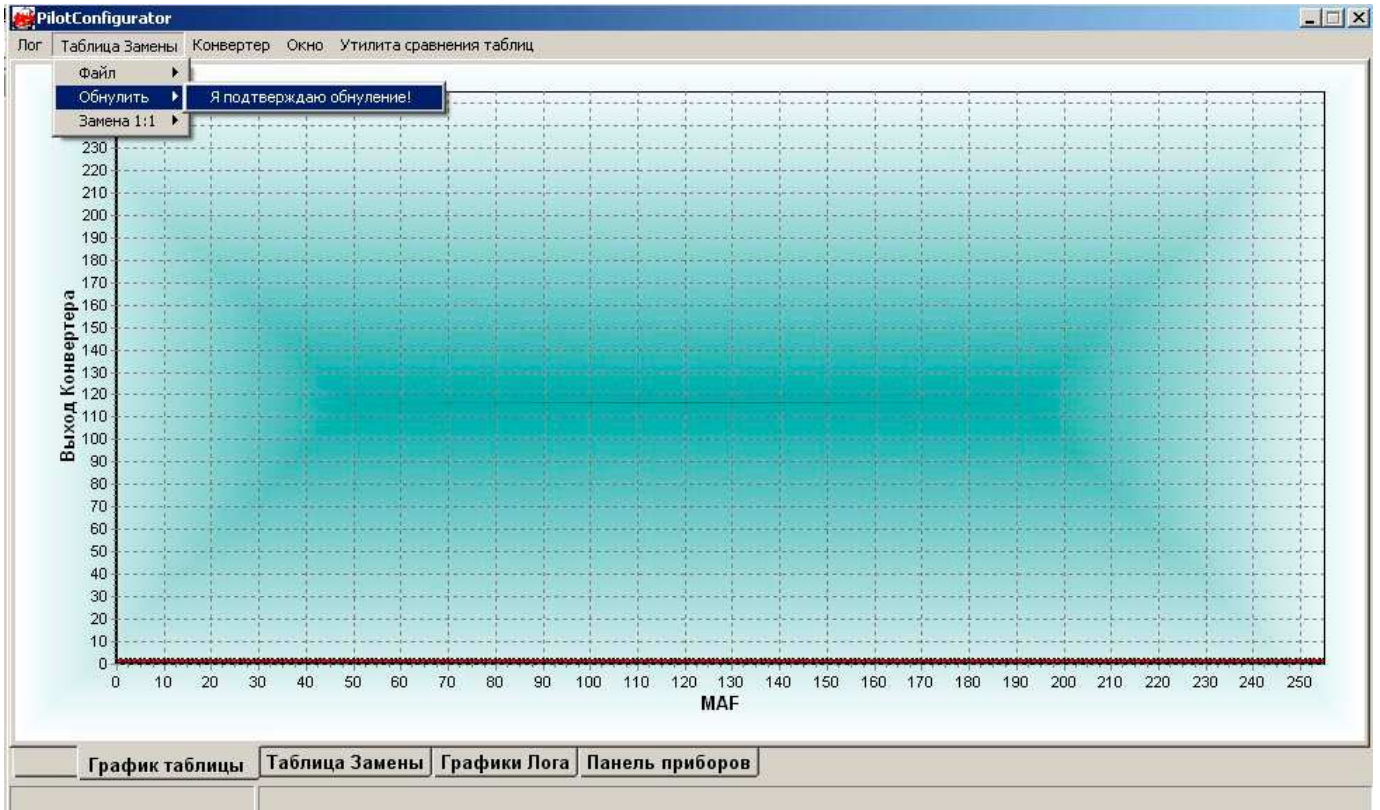 PilotConfigurator
Лог Таблица Замены Конвертер Окно Утилита сравнения таблиц
Файл
Обнулить Я подтверждаю обнуление!
Замена 1:1
230
220
210
200
190
180
170
160
150
140
130
120
110
100
90
80
70
60
50
40
30
20
10
0
Выход Конвертера
0 10 20 30 40 50 60 70 80 90 100 110 120 130 140 150 160 170 180 190 200 210 220 230 240 250
MAF
График таблицы Таблица Замены Графики Лога Панель приборов